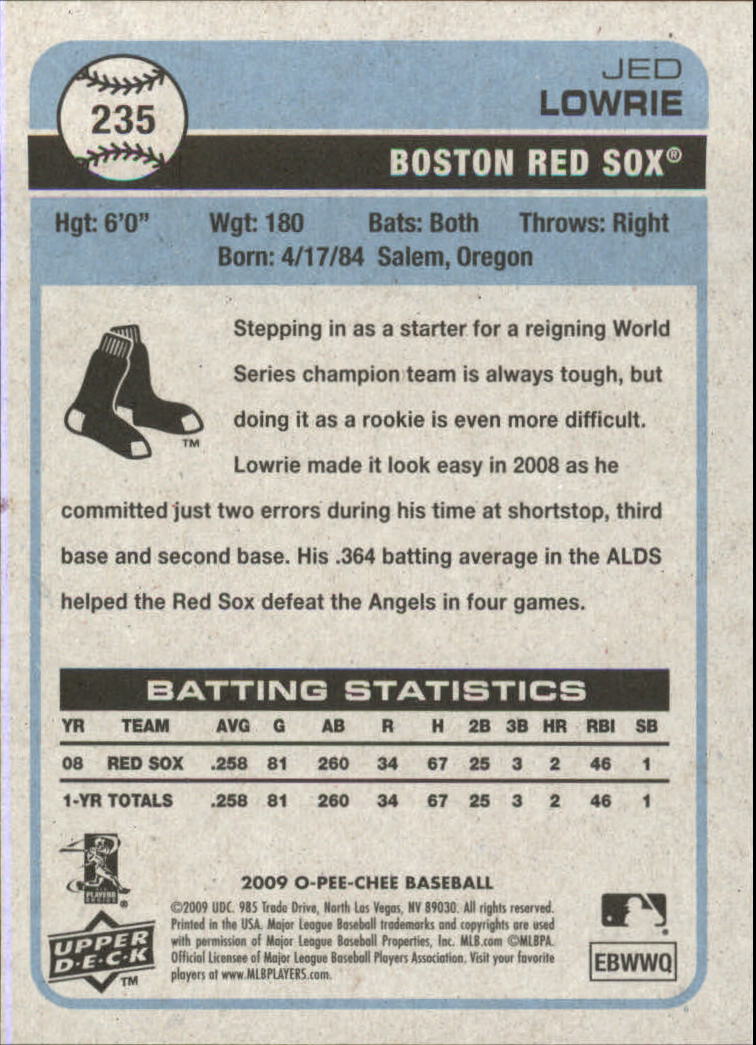 235
JED
LOWRIE
BOSTON RED SOX®
Hgt: 6'0" Wgt: 180 Bats: Both Throws: Right
Born: 4/17/84 Salem, Oregon
Stepping in as a starter for a reigning World
Series champion team is always tough, but
doing it as a rookie is even more difficult.
Lowrie made it look easy in 2008 as he
committed just two errors during his time at shortstop, third
base and second base. His .364 batting average in the ALDS
helped the Red Sox defeat the Angels in four games.
TM
BATTING STATISTICS
YR TEAM AVG G AB R H 2B 3B HR RBI SB
08 RED SOX .258 81 260 34 67 25 3 2 46 1
1-YR TOTALS .258 81 260 34 67 25 3 2 46 1
PLAYERS
CHOICE
®
2009 O-PEE-CHEE BASEBALL
©2009 UDC. 985 Trade Drive, North Las Vegas, NV 89030. All rights reserved.
Printed in the USA. Major League Baseball trademarks and copyrights are used
with permission of Major League Baseball Properties, Inc. MLB.com ©MLBPA.
Official Licensee of Major League Baseball Players Association. Visit your favorite
players at www.MLBPLAYERS.com.
UPPER
D•E•C•K
TM
®
EBWWQ